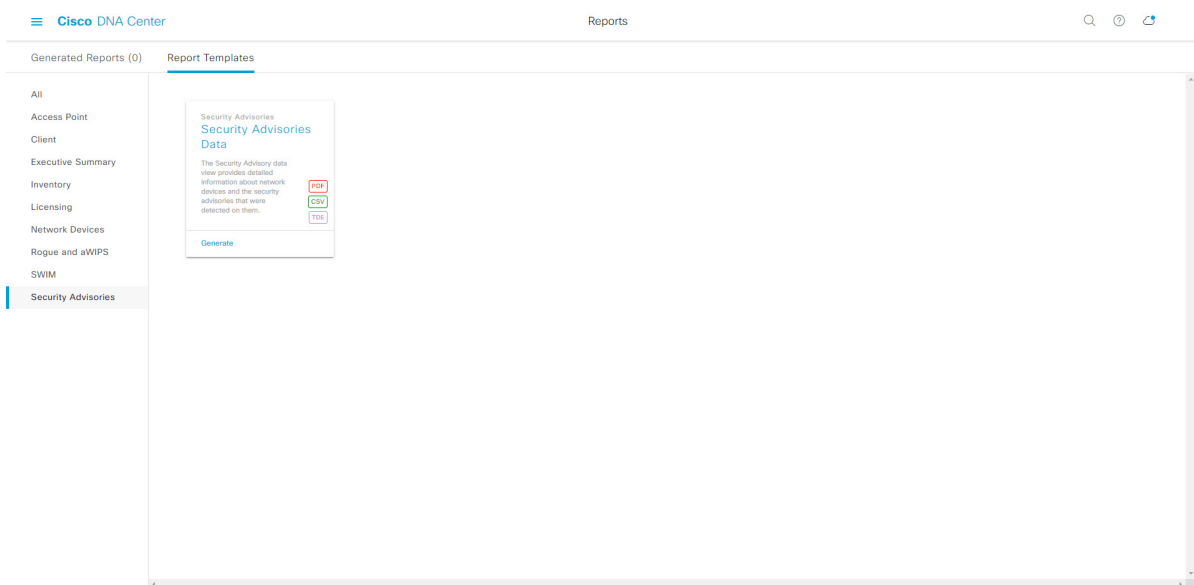 Cisco DNA Center
Reports
Generated Reports (0)
Report Templates
All
Access Point
Client
Executive Summary
Inventory
Licensing
Network Devices
Rogue and aWIPS
SWIM
Security Advisories
Security Advisories
Security Advisories
Data
The Security Advisory data
view provides detailed
information about network
devices and the security
advisories that were
detected on them.
PDF
CSV
TDE
Generate